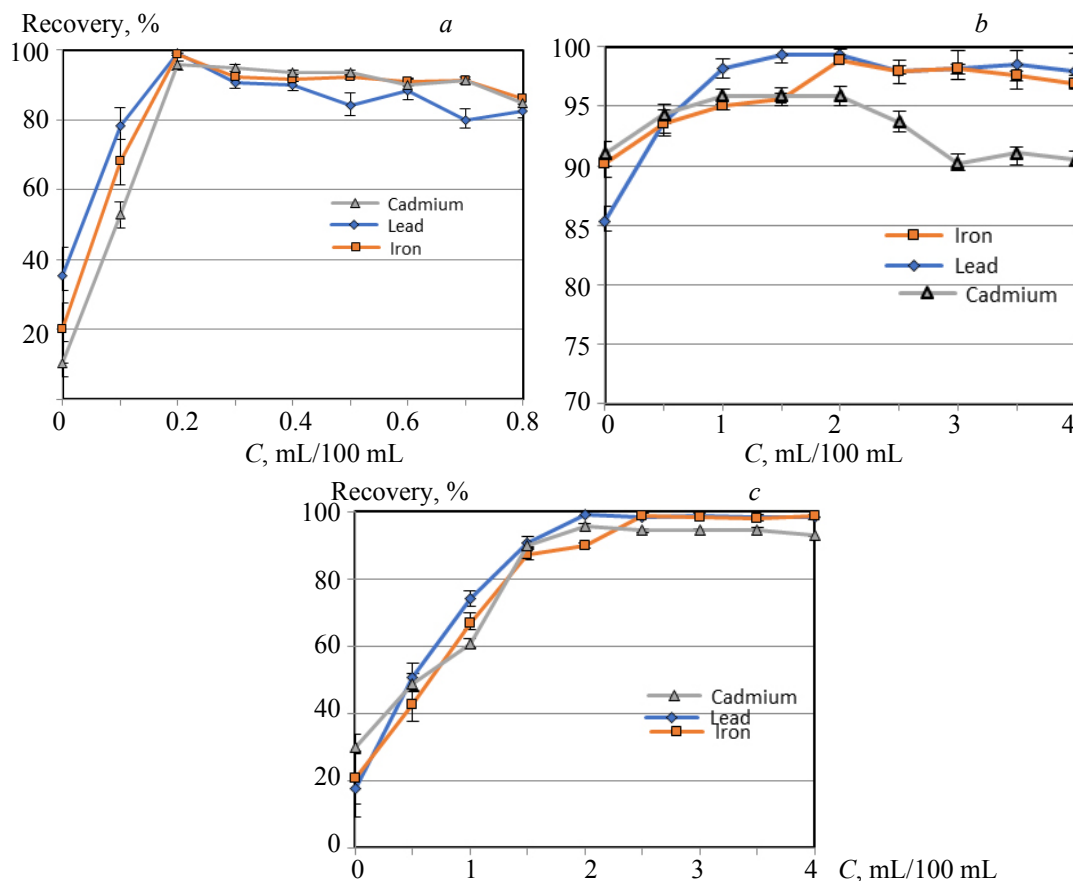 Recovery, %
a
100
80
60
40
20
Cadmium
Lead
Iron
0 0.2 0.4 0.6 0.8
C, mL/100 mL
b
100
95
90
85
80
75
70
Iron
Lead
Cadmium
0 1 2 3 4
C, mL/100 mL
Recovery, %
c
100
80
60
40
20
0
Cadmium
Lead
Iron
0 1 2 3 4
C, mL/100 mL